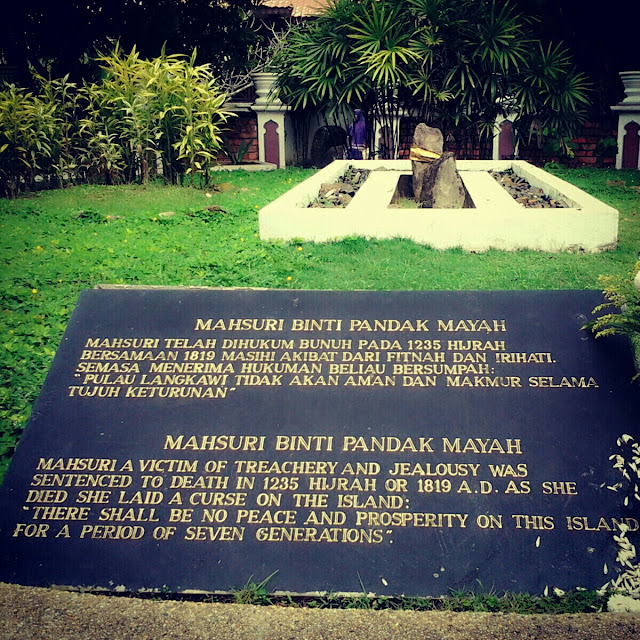 MAHSURI BINTI PANDAK MAYAH
MAHSURI TELAH DIHUKUM BUNUH PADA 1235 HIJRAH
BERSAMAAN 1819 MASIHI AKIBAT DARI FITNAH DAN IRIHATI.
SEMASA MENERIMA HUKUMAN BELIAU BERSUMPAH:
"PULAU LANGKAWI TIDAK AKAN AMAN DAN MAKMUR SELAMA
TUJUH KETURUNAN"
MAHSURI BINTI PANDAK MAYAH
MAHSURI A VICTIM OF TREACHERY AND JEALOUSY WAS
SENTENCED TO DEATH IN 1235 HIJRAH OR 1819 A.D. AS SHE
DIED SHE LAID A CURSE ON THE ISLAND:
"THERE SHALL BE NO PEACE AND PROSPERITY ON THIS ISLAND
FOR A PERIOD OF SEVEN GENERATIONS".